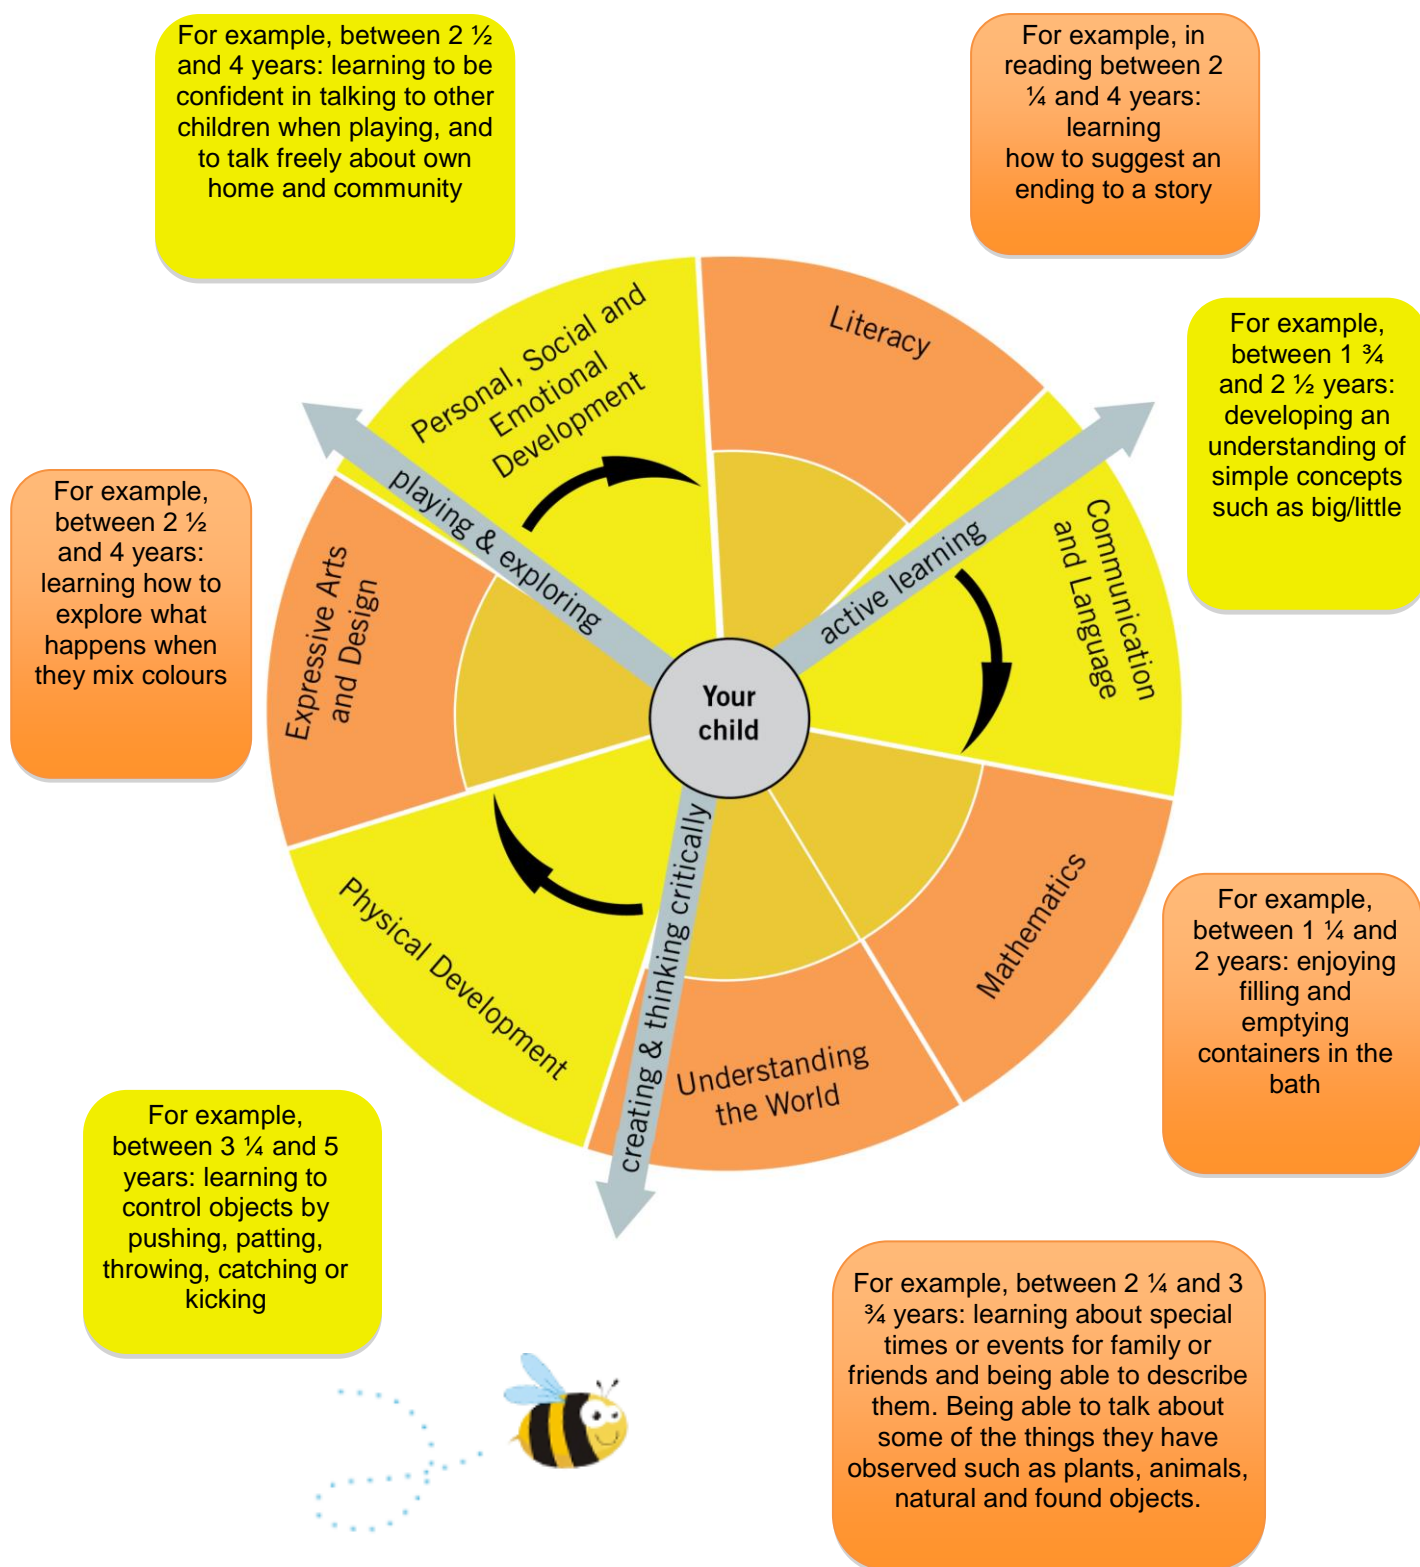 For example, between 2 ½
and 4 years: learning to be
confident in talking to other
children when playing, and
to talk freely about own
home and community
For example, in
reading between 2
¼ and 4 years:
learning
how to suggest an
ending to a story
For example,
between 1 ¾
and 2 ½ years:
developing an
understanding of
simple concepts
such as big/little
For example,
between 2 ½
and 4 years:
learning how to
explore what
happens when
they mix colours
Personal, Social and
Emotional
Development
Literacy
Communication
and Language
Expressive Arts
and Design
playing & exploring
active learning
Your
child
creating & thinking critically
Physical Development
Mathematics
Understanding
the World
For example,
between 1 ¼ and
2 years: enjoying
filling and
emptying
containers in the
bath
For example,
between 3 ¼ and 5
years: learning to
control objects by
pushing, patting,
throwing, catching or
kicking
For example, between 2 ¼ and 3
¾ years: learning about special
times or events for family or
friends and being able to describe
them. Being able to talk about
some of the things they have
observed such as plants, animals,
natural and found objects.